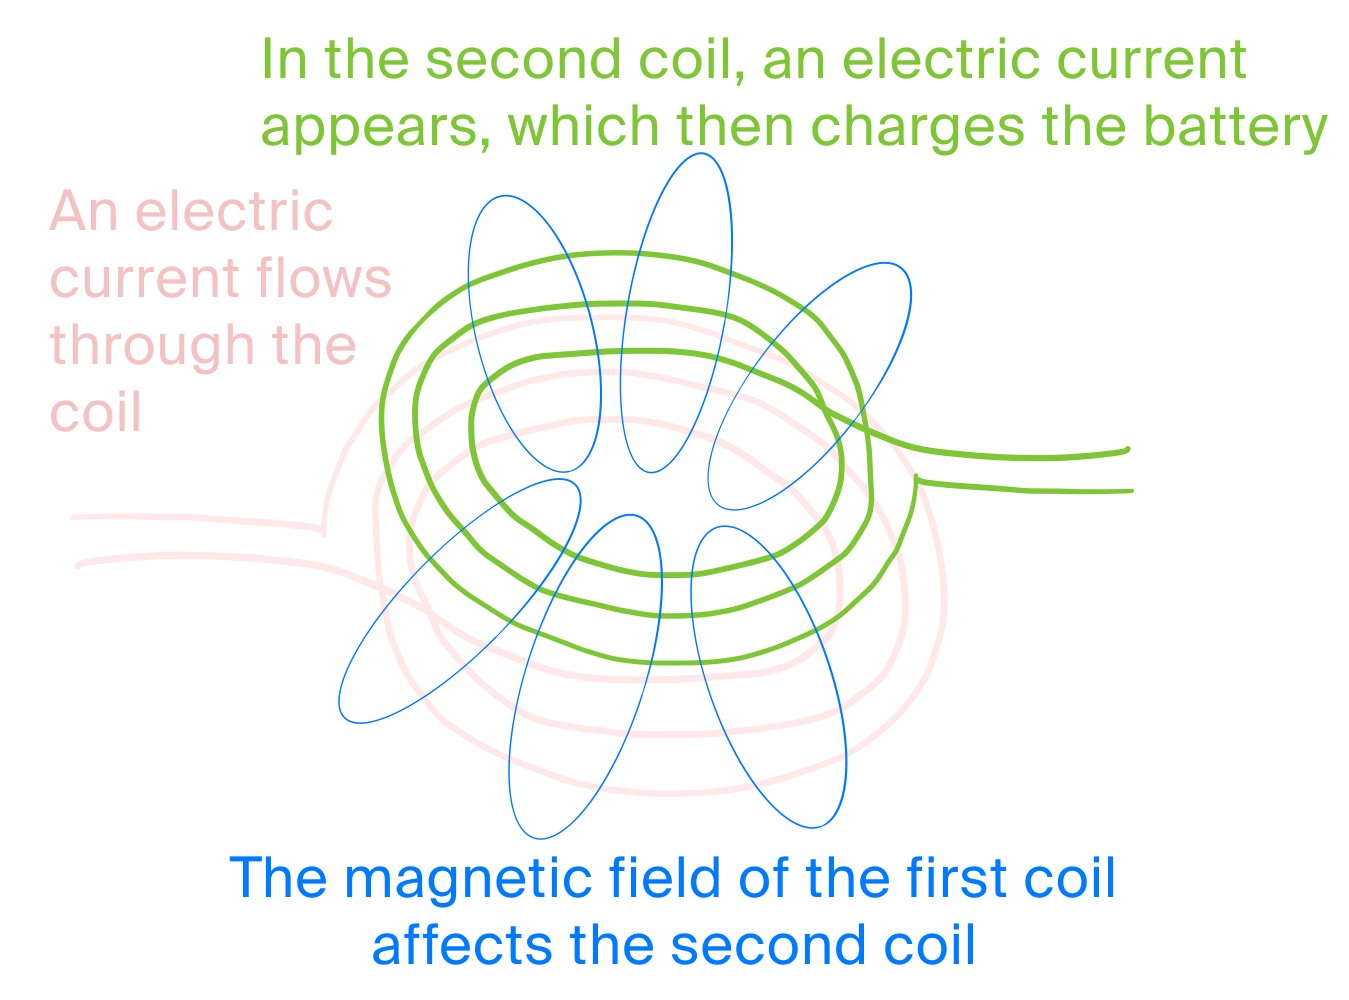 In the second coil, an electric current
appears, which then charges the battery
An electric
current flows
through the
coil
The magnetic field of the first coil
affects the second coil